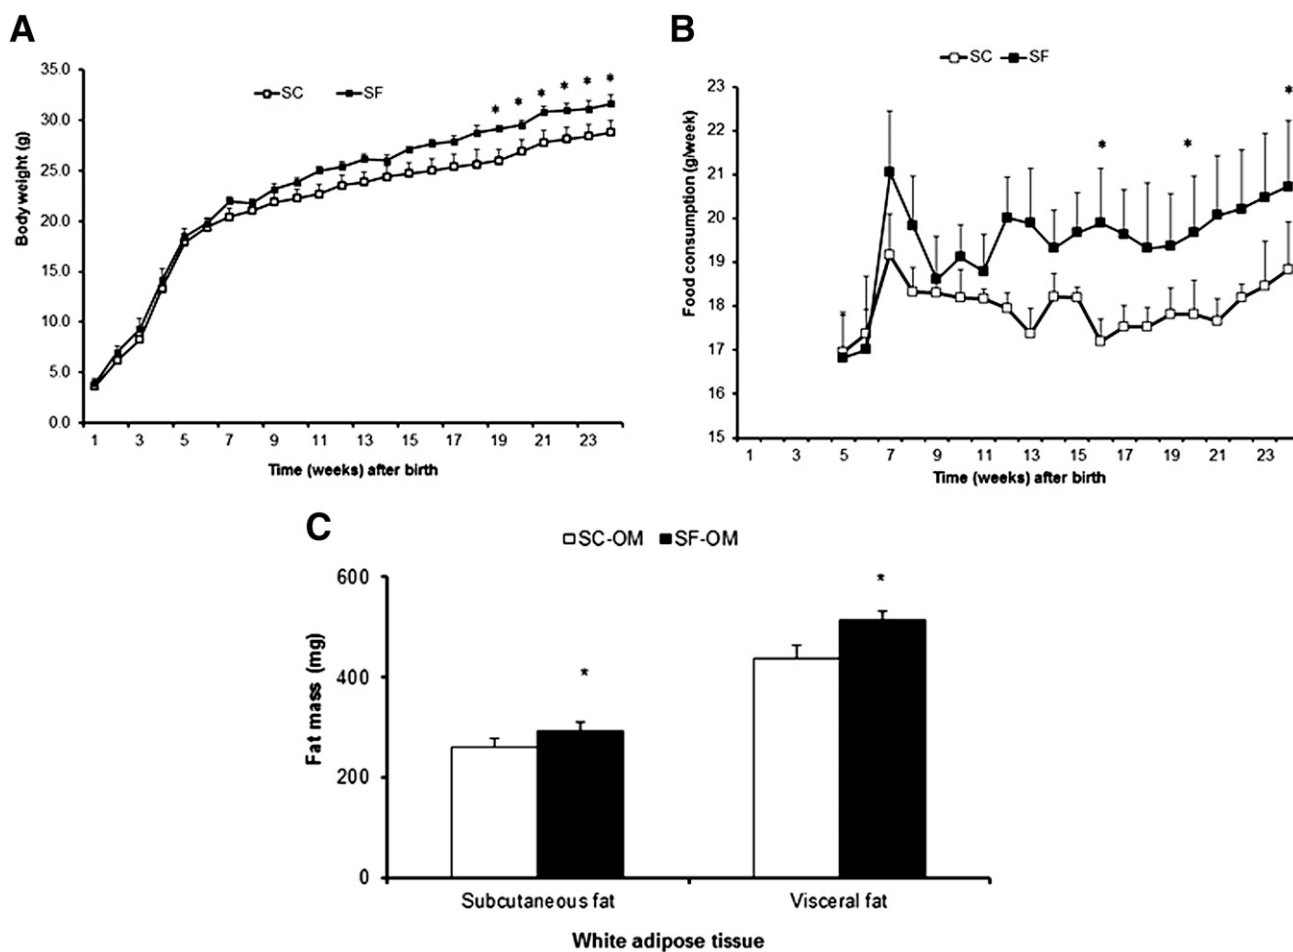 A
SC SF
Body weight (g)
35.0
30.0
25.0
20.0
15.0
10.0
5.0
0.0
* * * * * *
1 3 5 7 9 11 13 15 17 19 21 23
Time (weeks) after birth
B
SC SF
Food consumption (g/week)
23
22
21
20
19
18
17
16
15
* * *
1 3 5 7 9 11 13 15 17 19 21 23
Time (weeks) after birth
C
SC-OM SF-OM
Fat mass (mg)
600
400
200
0
* *
Subcutaneous fat Visceral fat
White adipose tissue